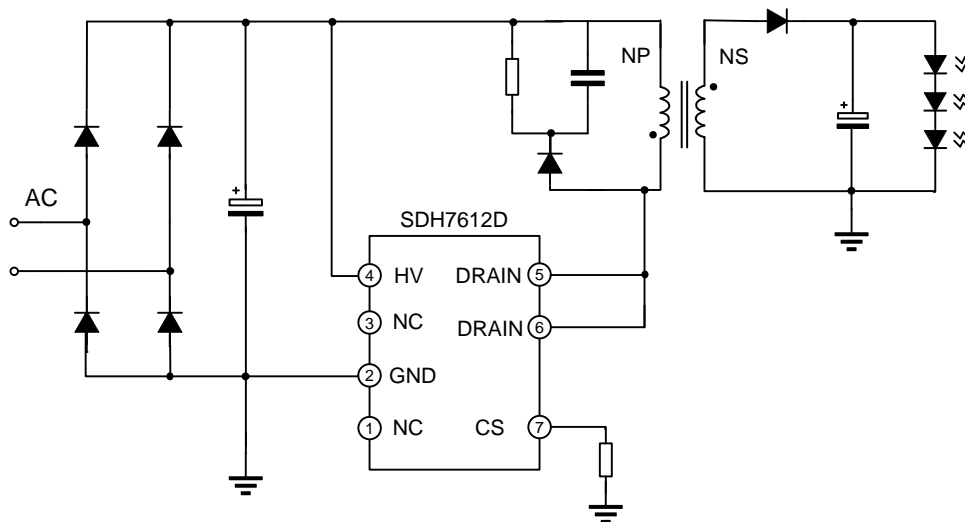 NP
NS
+
AC
+
SDH7612D
4 HV
DRAIN 5
3 NC
DRAIN 6
2 GND
1 NC
CS 7